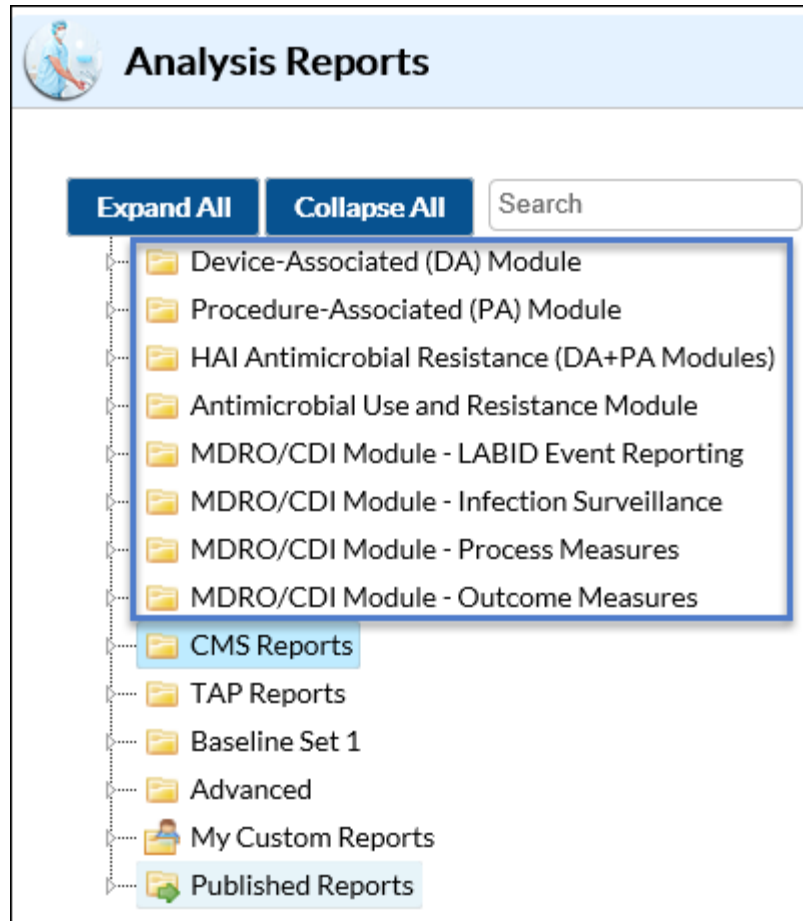 Analysis Reports
Expand All Collapse All Search
Device-Associated (DA) Module
Procedure-Associated (PA) Module
HAI Antimicrobial Resistance (DA+PA Modules)
Antimicrobial Use and Resistance Module
MDRO/CDI Module - LABID Event Reporting
MDRO/CDI Module - Infection Surveillance
MDRO/CDI Module - Process Measures
MDRO/CDI Module - Outcome Measures
CMS Reports
TAP Reports
Baseline Set 1
Advanced
My Custom Reports
Published Reports